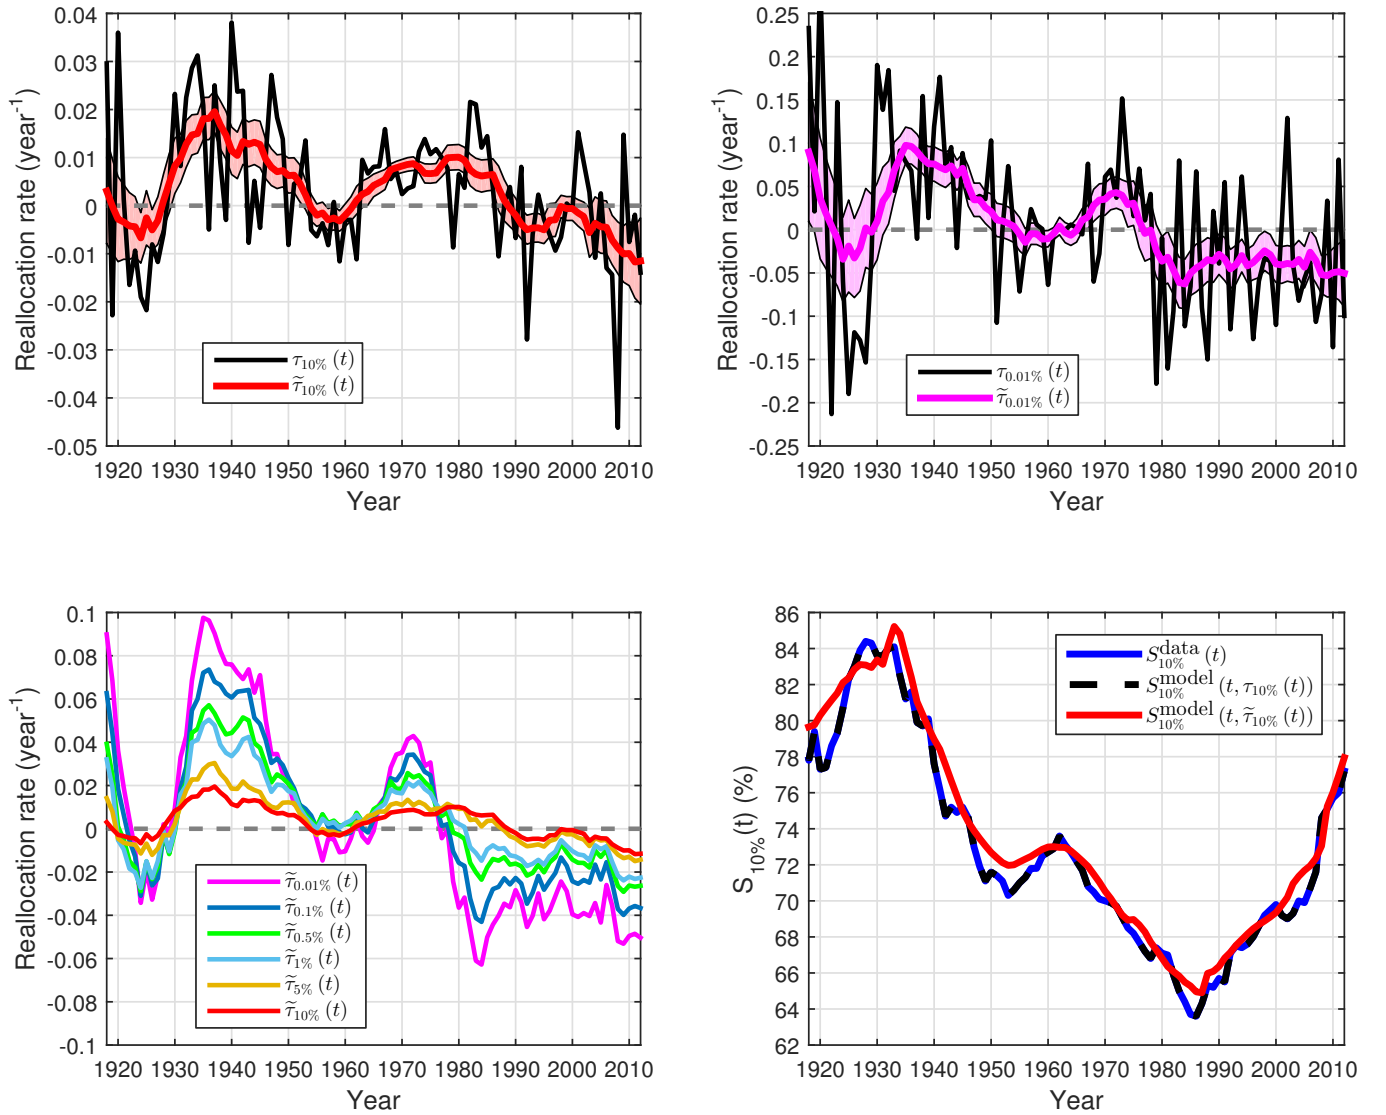 0.04
0.03
0.02
0.01
0
-0.01
-0.02
-0.03
-0.04
-0.05
Reallocation rate (year⁻¹)
τ10% (t)
τ̃10% (t)
1920 1930 1940 1950 1960 1970 1980 1990 2000 2010
Year
0.25
0.2
0.15
0.1
0.05
0
-0.05
-0.1
-0.15
-0.2
-0.25
Reallocation rate (year⁻¹)
τ0.01% (t)
τ̃0.01% (t)
1920 1930 1940 1950 1960 1970 1980 1990 2000 2010
Year
0.1
0.08
0.06
0.04
0.02
0
-0.02
-0.04
-0.06
-0.08
-0.1
Reallocation rate (year⁻¹)
τ̃0.01% (t)
τ̃0.1% (t)
τ̃0.5% (t)
τ̃1% (t)
τ̃5% (t)
τ̃10% (t)
1920 1930 1940 1950 1960 1970 1980 1990 2000 2010
Year
86
84
82
80
78
76
74
72
70
68
66
64
62
S10%(t) (%)
S10%^data (t)
S10%^model (t, τ10% (t))
S10%^model (t, τ̃10% (t))
1920 1930 1940 1950 1960 1970 1980 1990 2000 2010
Year